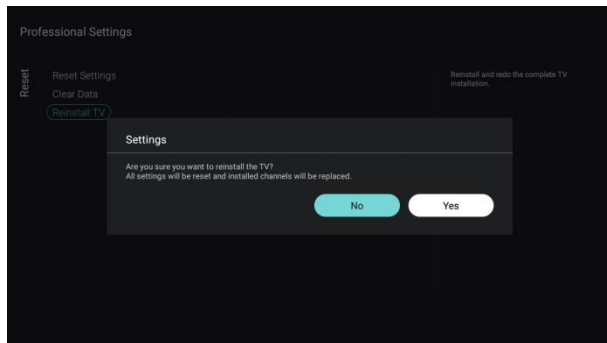 Professional Settings
Reset
Reset Settings
Clear Data
Reinstall TV
Reinstall and redo the complete TV
installation.
Settings
Are you sure you want to reinstall the TV?
All settings will be reset and installed channels will be replaced.
No
Yes